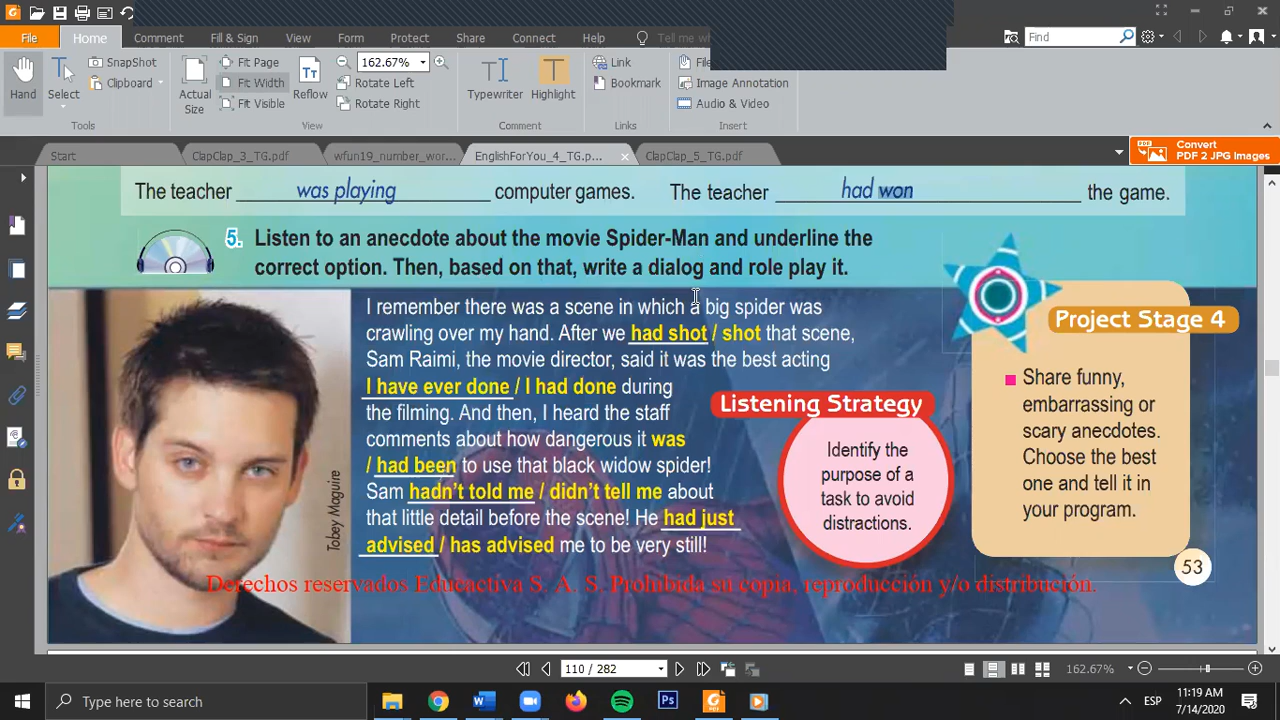 File Home Comment Fill & Sign View Form Protect Share Connect Help Tell me Find
SnapShot Fit Page 162.67% Link File Convert
Clipboard Fit Width Rotate Left Bookmark Image Annotation PDF 2 JPG Images
Hand Select Actual Size Fit Visible Reflow Rotate Right Typewriter Highlight Audio & Video
Tools View Comment Links Insert
Start ClapClap_3_TG.pdf wfun19_number_wor... EnglishForYou_4_TG.p... ClapClap_5_TG.pdf
The teacher was playing computer games. The teacher had won the game.
5. Listen to an anecdote about the movie Spider-Man and underline the
correct option. Then, based on that, write a dialog and role play it.
I remember there was a scene in which a big spider was
crawling over my hand. After we had shot / shot that scene,
Sam Raimi, the movie director, said it was the best acting
I have ever done / I had done during
the filming. And then, I heard the staff
comments about how dangerous it was
/ had been to use that black widow spider!
Sam hadn't told me / didn't tell me about
that little detail before the scene! He had just
advised / has advised me to be very still!
Tobey Maguire
Listening Strategy
Identify the
purpose of a
task to avoid
distractions.
Project Stage 4
Share funny,
embarrassing or
scary anecdotes.
Choose the best
one and tell it in
your program.
53
Derechos reservados Educactiva S. A. S. Prohibida su copia, reproducción y/o distribución.
110 / 282 162.67%
Type here to search ESP 11:19 AM
7/14/2020